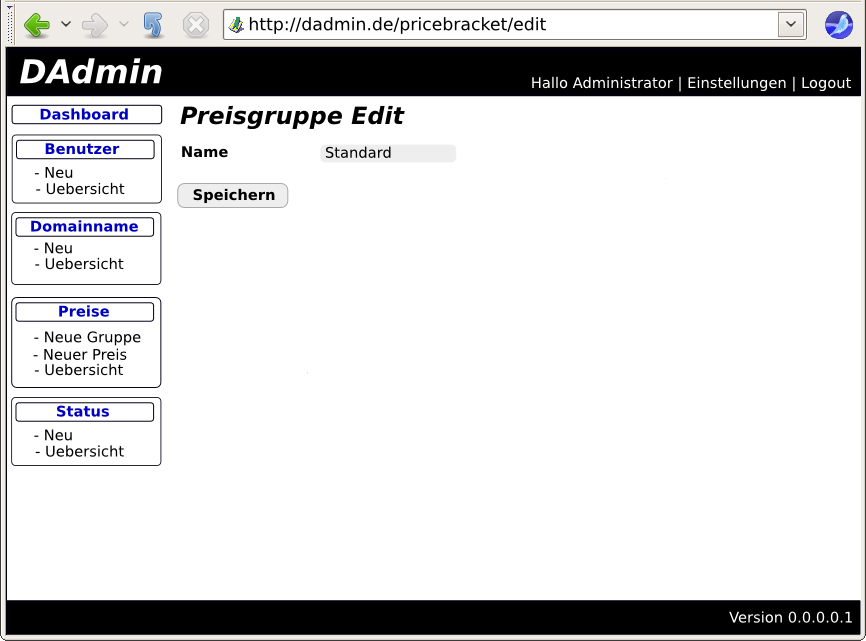 http://dadmin.de/pricebracket/edit
DAdmin
Hallo Administrator | Einstellungen | Logout
Dashboard
Benutzer
- Neu
- Uebersicht
Domainname
- Neu
- Uebersicht
Preise
- Neue Gruppe
- Neuer Preis
- Uebersicht
Status
- Neu
- Uebersicht
Preisgruppe Edit
Name Standard
Speichern
Version 0.0.0.0.1